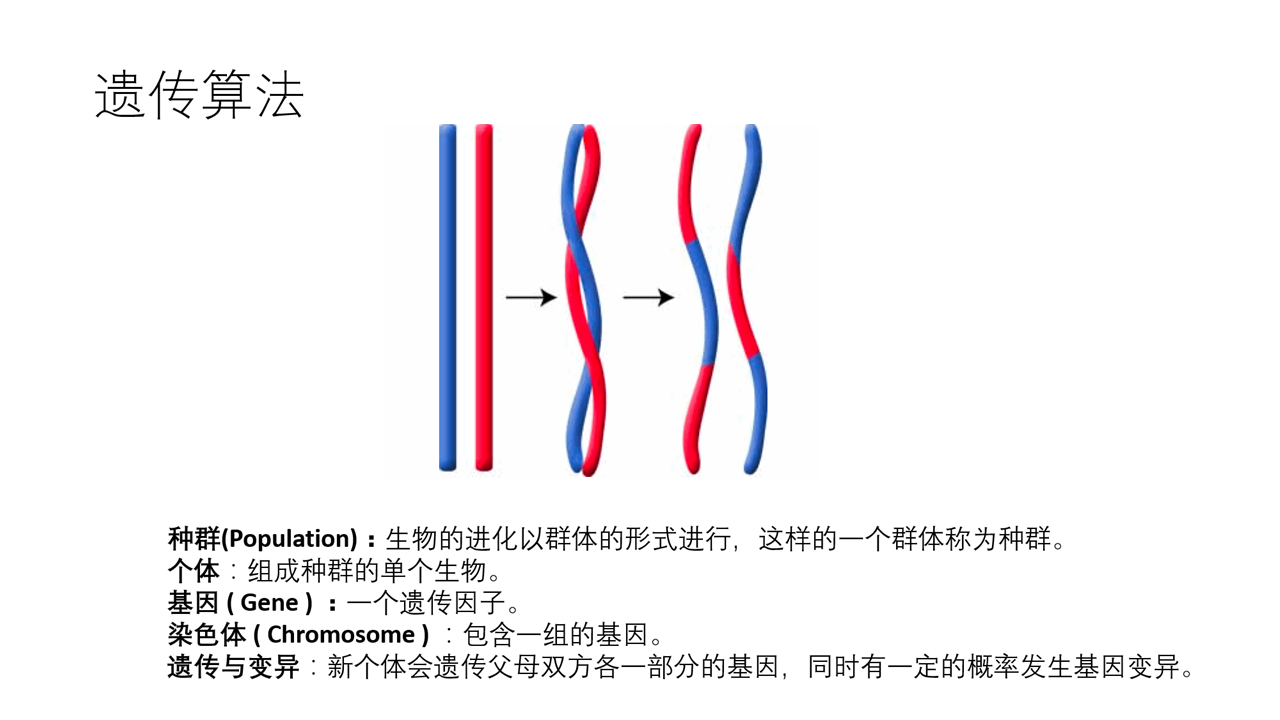 遗传算法
种群(Population)：生物的进化以群体的形式进行，这样的一个群体称为种群。
个体：组成种群的单个生物。
基因 ( Gene ) ：一个遗传因子。
染色体 ( Chromosome ) ：包含一组的基因。
遗传与变异：新个体会遗传父母双方各一部分的基因，同时有一定的概率发生基因变异。